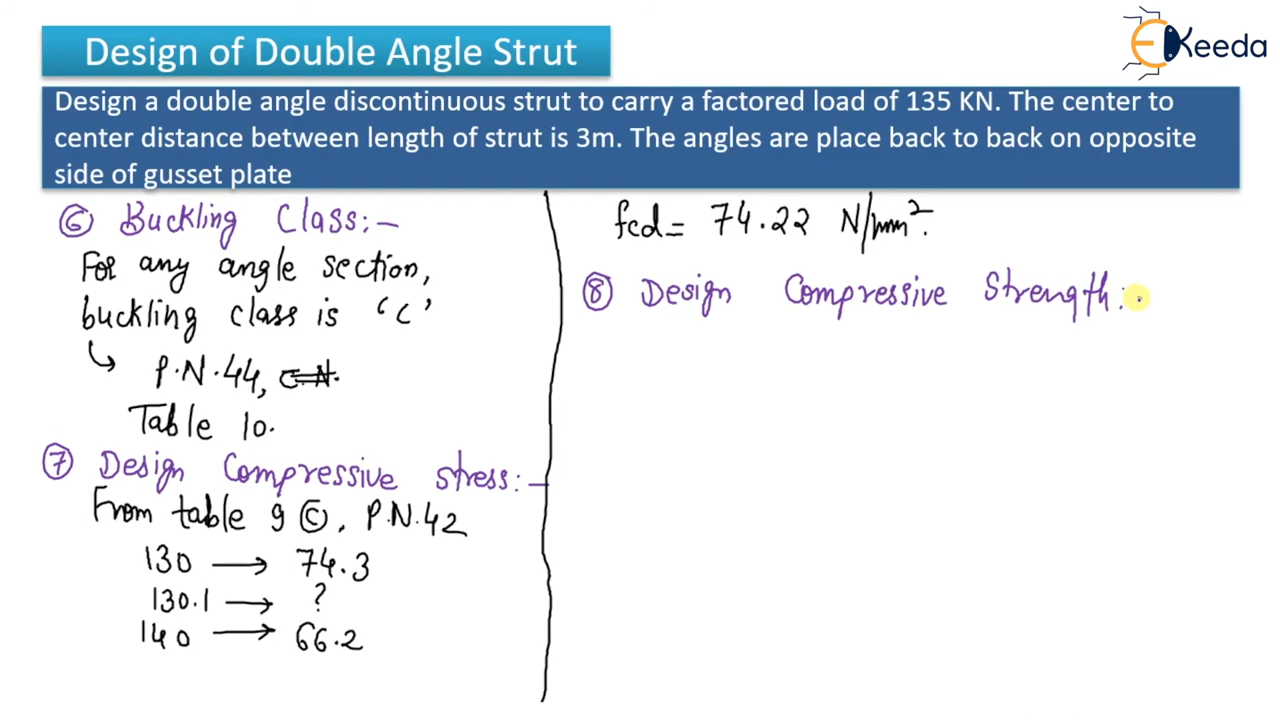 Design of Double Angle Strut
EKeeda
Design a double angle discontinuous strut to carry a factored load of 135 KN. The center to
center distance between length of strut is 3m. The angles are place back to back on opposite
side of gusset plate
⑥ Buckling Class:-
For any angle section,
buckling class is 'C'
↳ P.N.44, C.N.
Table 10.
⑦ Design Compressive stress:-
From table 9 ©, P.N.42
130 → 74.3
130.1 → ?
140 → 66.2
fcd = 74.22 N/mm².
⑧ Design Compressive Strength: